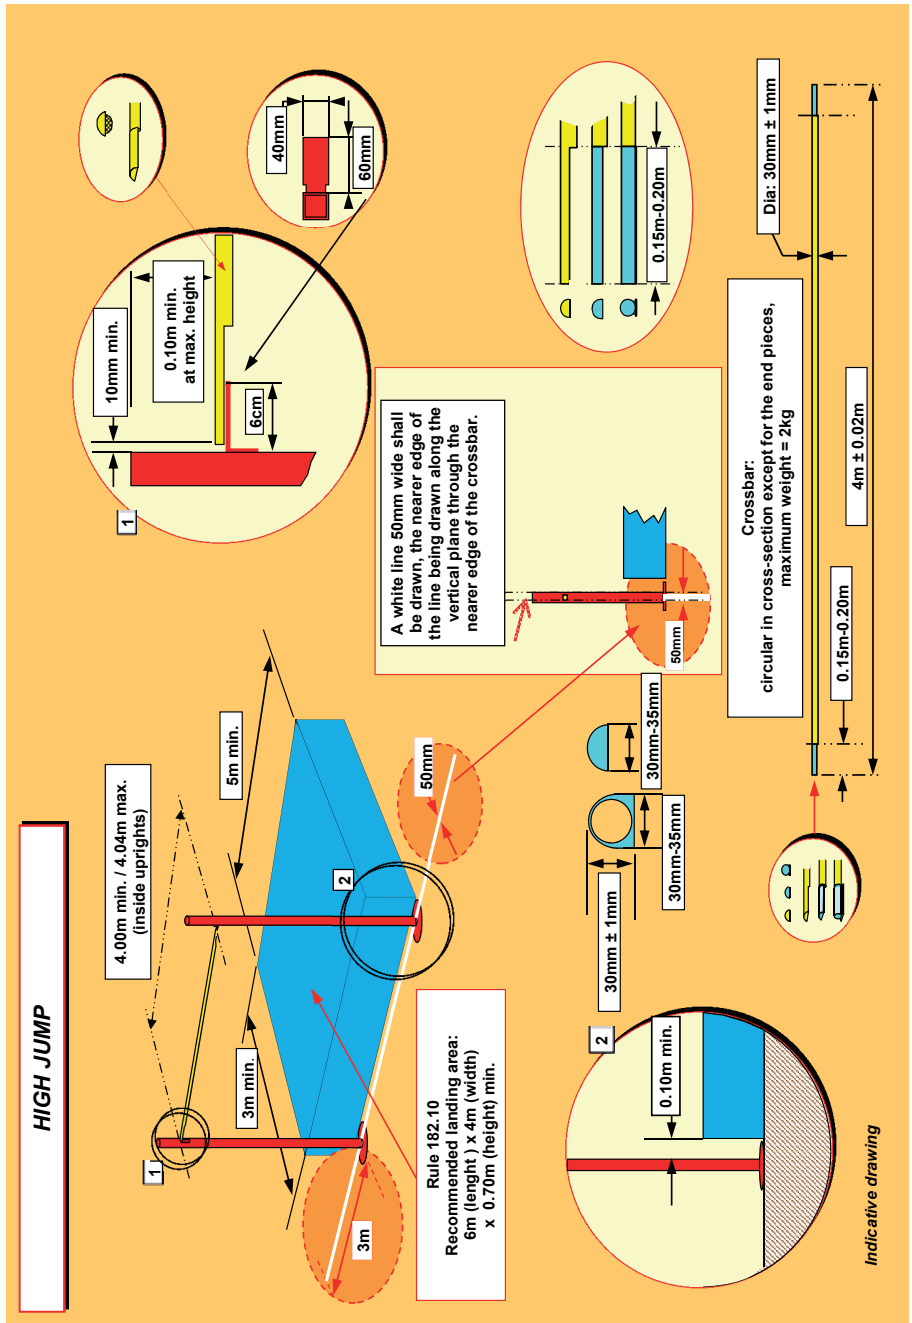 HIGH JUMP
4.00m min. / 4.04m max.
(inside uprights)
5m min.
3m min.
1
2
50mm
3m
Rule 182.10
Recommended landing area:
6m (lenght ) x 4m (width)
x 0.70m (height) min.
1
10mm min.
0.10m min.
at max. height
6cm
40mm
60mm
A white line 50mm wide shall
be drawn, the nearer edge of
the line being drawn along the
vertical plane through the
nearer edge of the crossbar.
50mm
0.15m-0.20m
2
0.10m min.
30mm ± 1mm
30mm-35mm
30mm-35mm
Crossbar:
circular in cross-section except for the end pieces,
maximum weight = 2kg
Dia: 30mm ± 1mm
0.15m-0.20m
4m ± 0.02m
Indicative drawing